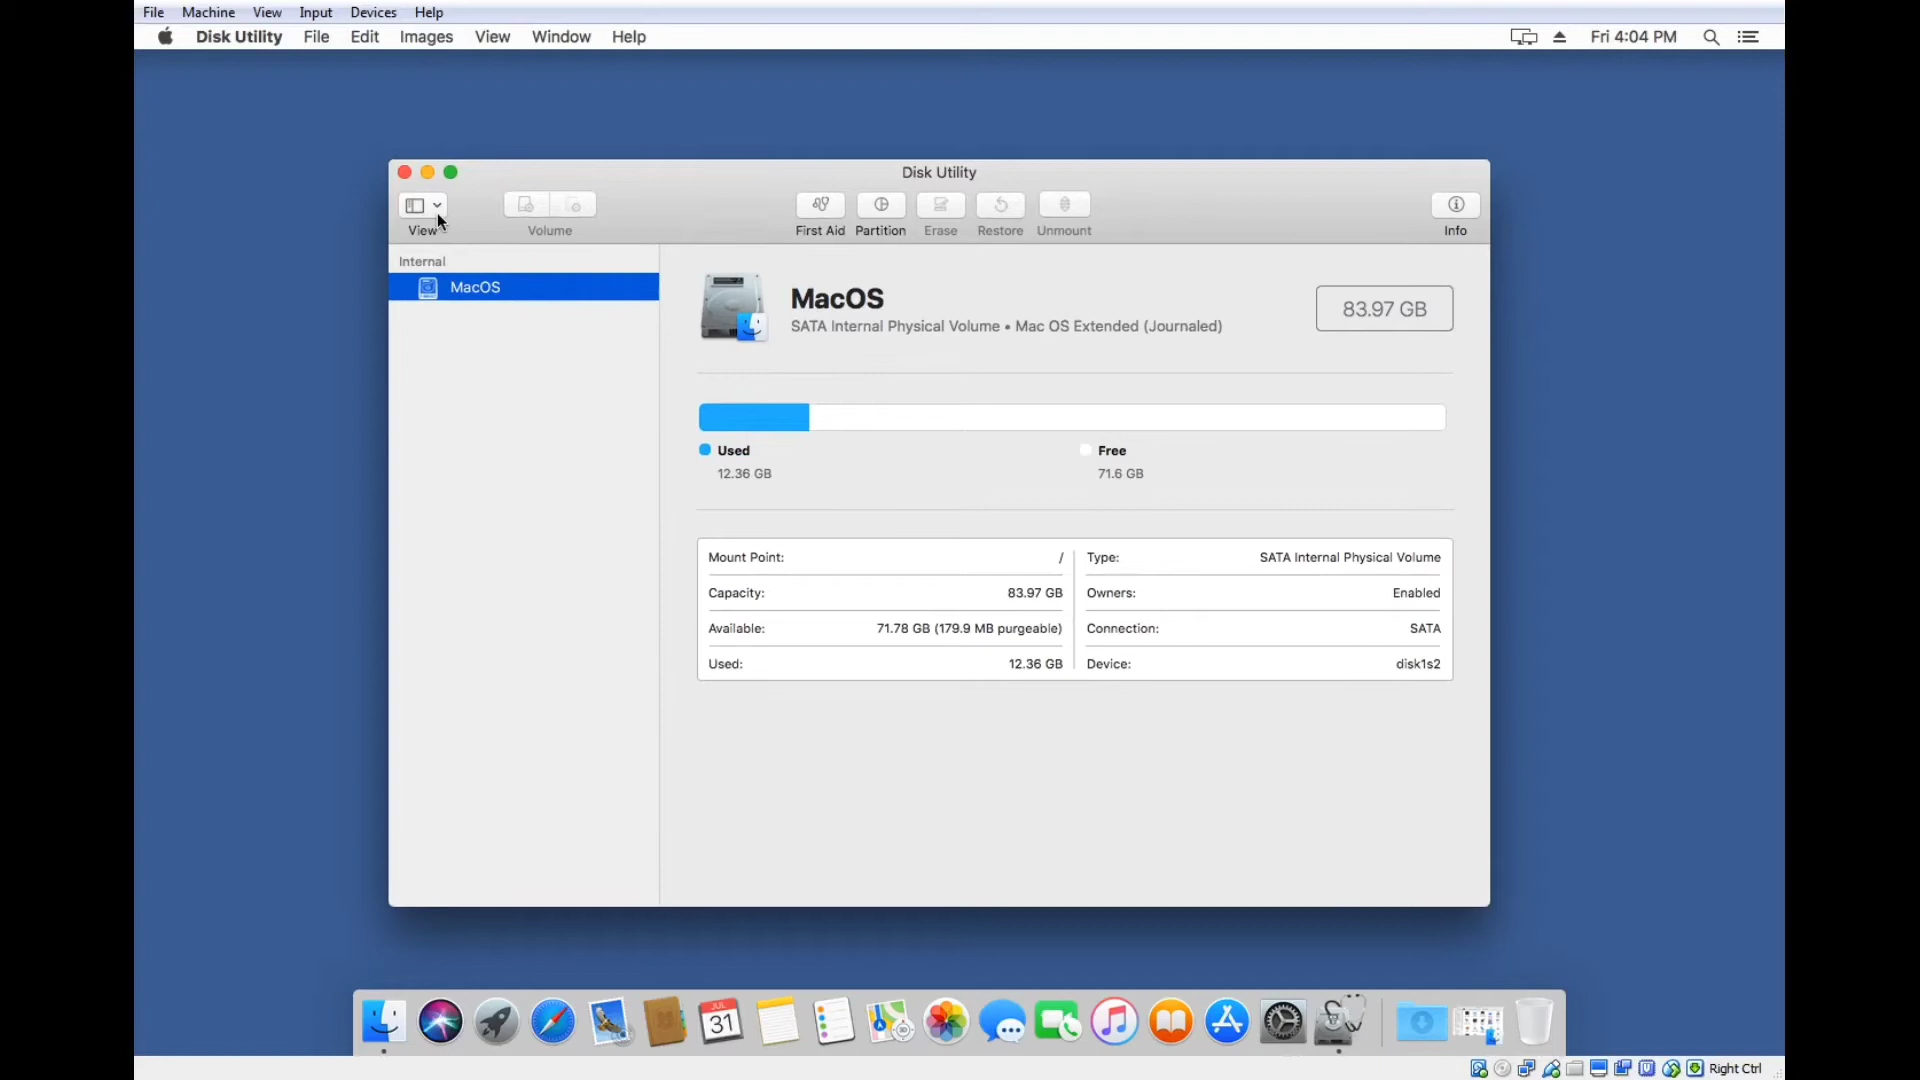 File Machine View Input Devices Help
Disk Utility File Edit Images View Window Help Fri 4:04 PM
Disk Utility
View Volume First Aid Partition Erase Restore Unmount Info
Internal
MacOS
MacOS
SATA Internal Physical Volume • Mac OS Extended (Journaled)
83.97 GB
Used Free
12.36 GB 71.6 GB
Mount Point: / Type: SATA Internal Physical Volume
Capacity: 83.97 GB Owners: Enabled
Available: 71.78 GB (179.9 MB purgeable) Connection: SATA
Used: 12.36 GB Device: disk1s2
JUL
31
Right Ctrl